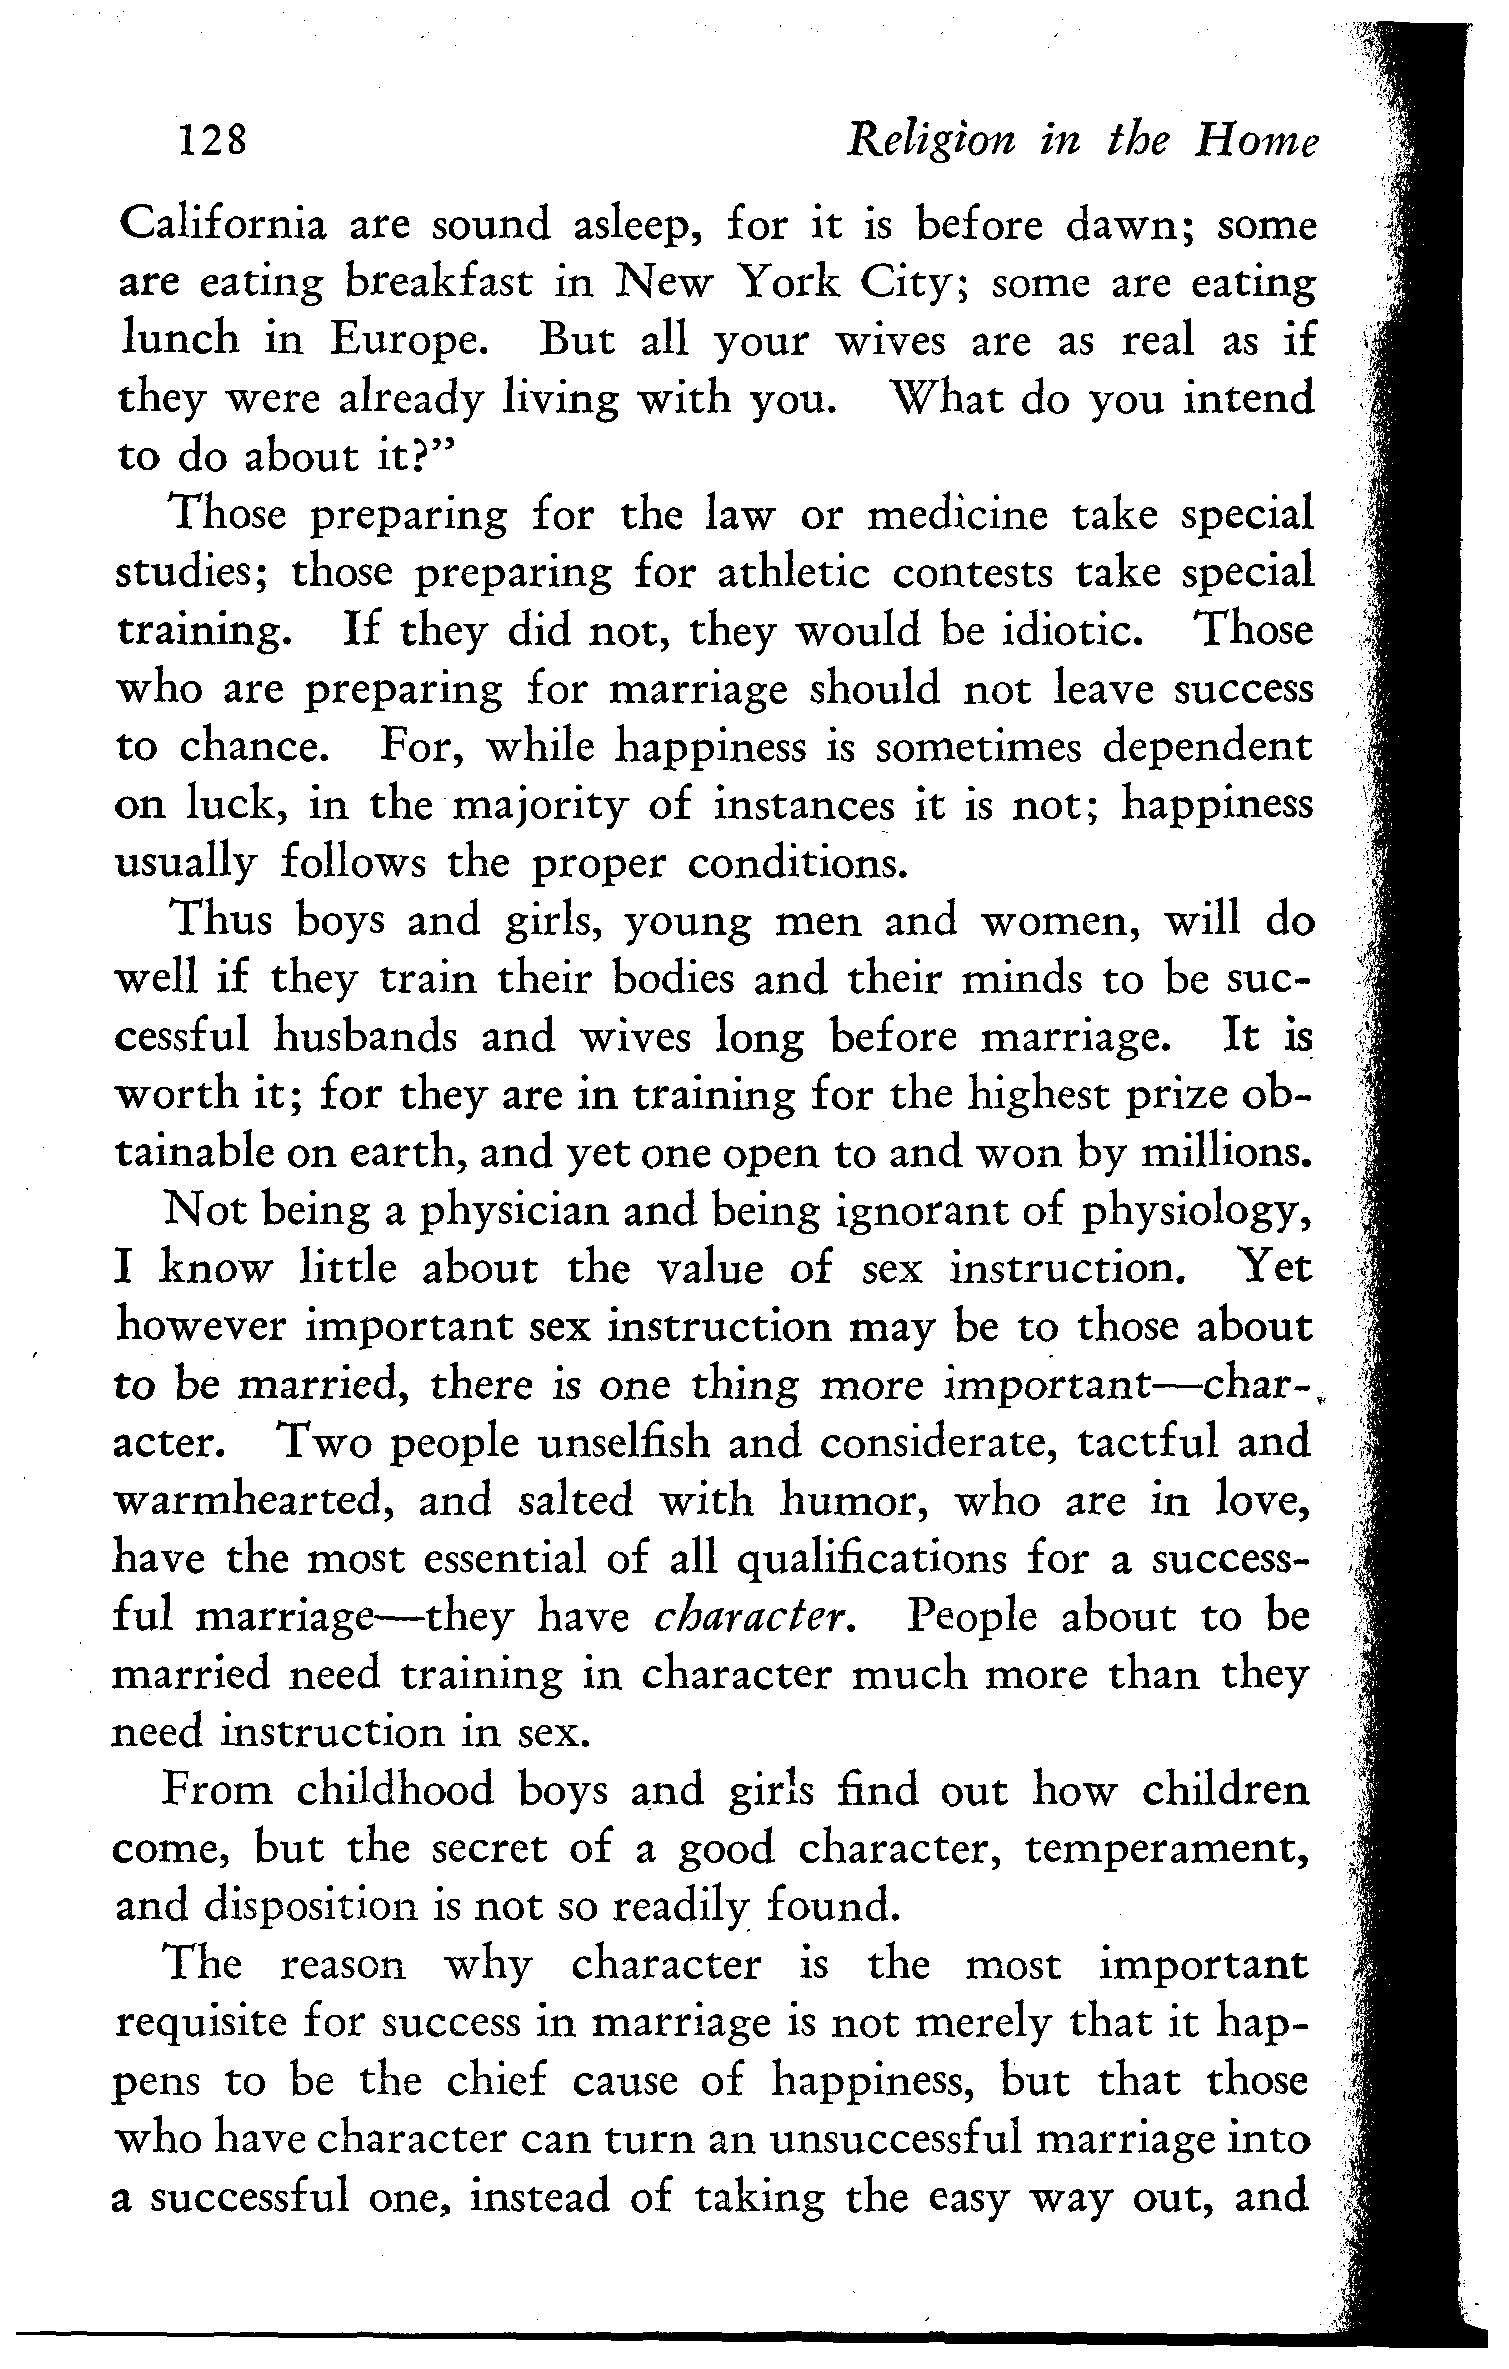 128 Religion in the Home
California are sound asleep, for it is before dawn; some
are eating breakfast in New York City; some are eating
lunch in Europe. But all your wives are as real as if
they were already living with you. What do you intend
to do about it?"
Those preparing for the law or medicine take special
studies; those preparing for athletic contests take special
training. If they did not, they would be idiotic. Those
who are preparing for marriage should not leave success
to chance. For, while happiness is sometimes dependent
on luck, in the majority of instances it is not; happiness
usually follows the proper conditions.
Thus boys and girls, young men and women, will do
well if they train their bodies and their minds to be suc-
cessful husbands and wives long before marriage. It is
worth it; for they are in training for the highest prize ob-
tainable on earth, and yet one open to and won by millions.
Not being a physician and being ignorant of physiology,
I know little about the value of sex instruction. Yet
however important sex instruction may be to those about
to be married, there is one thing more important—char-
acter. Two people unselfish and considerate, tactful and
warmhearted, and salted with humor, who are in love,
have the most essential of all qualifications for a success-
ful marriage—they have character. People about to be
married need training in character much more than they
need instruction in sex.
From childhood boys and girls find out how children
come, but the secret of a good character, temperament,
and disposition is not so readily found.
The reason why character is the most important
requisite for success in marriage is not merely that it hap-
pens to be the chief cause of happiness, but that those
who have character can turn an unsuccessful marriage into
a successful one, instead of taking the easy way out, and